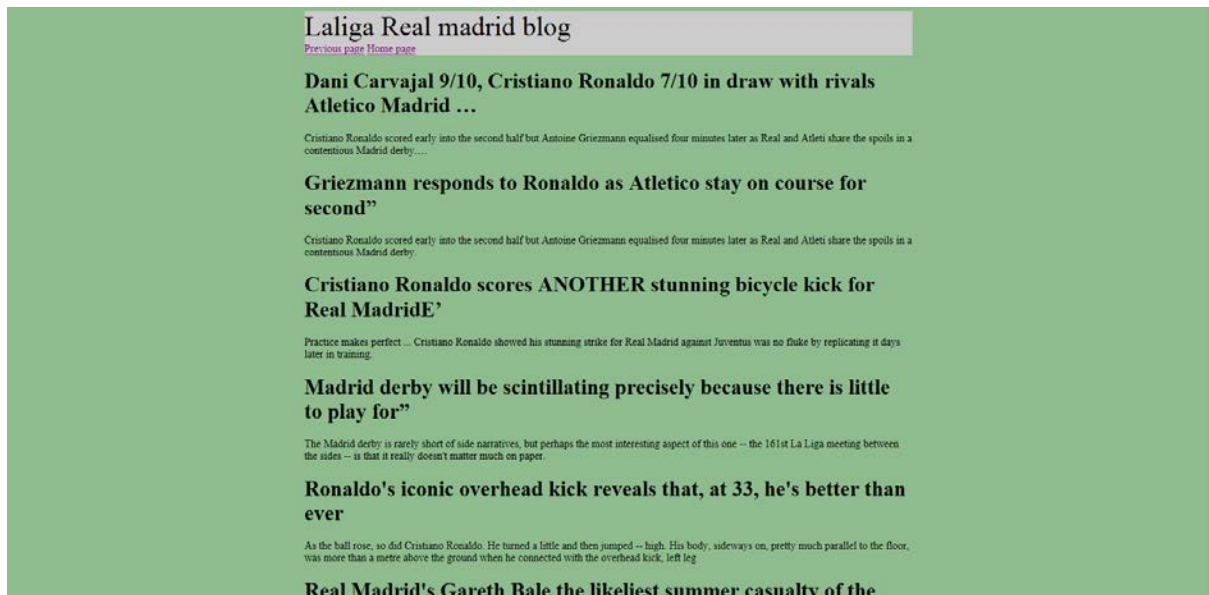 Laliga Real madrid blog
Previous page Home page
Dani Carvajal 9/10, Cristiano Ronaldo 7/10 in draw with rivals
Atletico Madrid …
Cristiano Ronaldo scored early into the second half but Antoine Griezmann equalised four minutes later as Real and Atleti share the spoils in a
contentious Madrid derby.....
Griezmann responds to Ronaldo as Atletico stay on course for
second”
Cristiano Ronaldo scored early into the second half but Antoine Griezmann equalised four minutes later as Real and Atleti share the spoils in a
contentious Madrid derby.
Cristiano Ronaldo scores ANOTHER stunning bicycle kick for
Real MadridE’
Practice makes perfect ... Cristiano Ronaldo showed his stunning strike for Real Madrid against Juventus was no fluke by replicating it days
later in training.
Madrid derby will be scintillating precisely because there is little
to play for”
The Madrid derby is rarely short of side narratives, but perhaps the most interesting aspect of this one -- the 161st La Liga meeting between
the sides -- is that it really doesn't matter much on paper.
Ronaldo's iconic overhead kick reveals that, at 33, he's better than
ever
As the ball rose, so did Cristiano Ronaldo. He turned a little and then jumped -- high. His body, sideways on, pretty much parallel to the floor,
was more than a metre above the ground when he connected with the overhead kick, left leg
Real Madrid's Gareth Bale the likeliest summer casualty of the